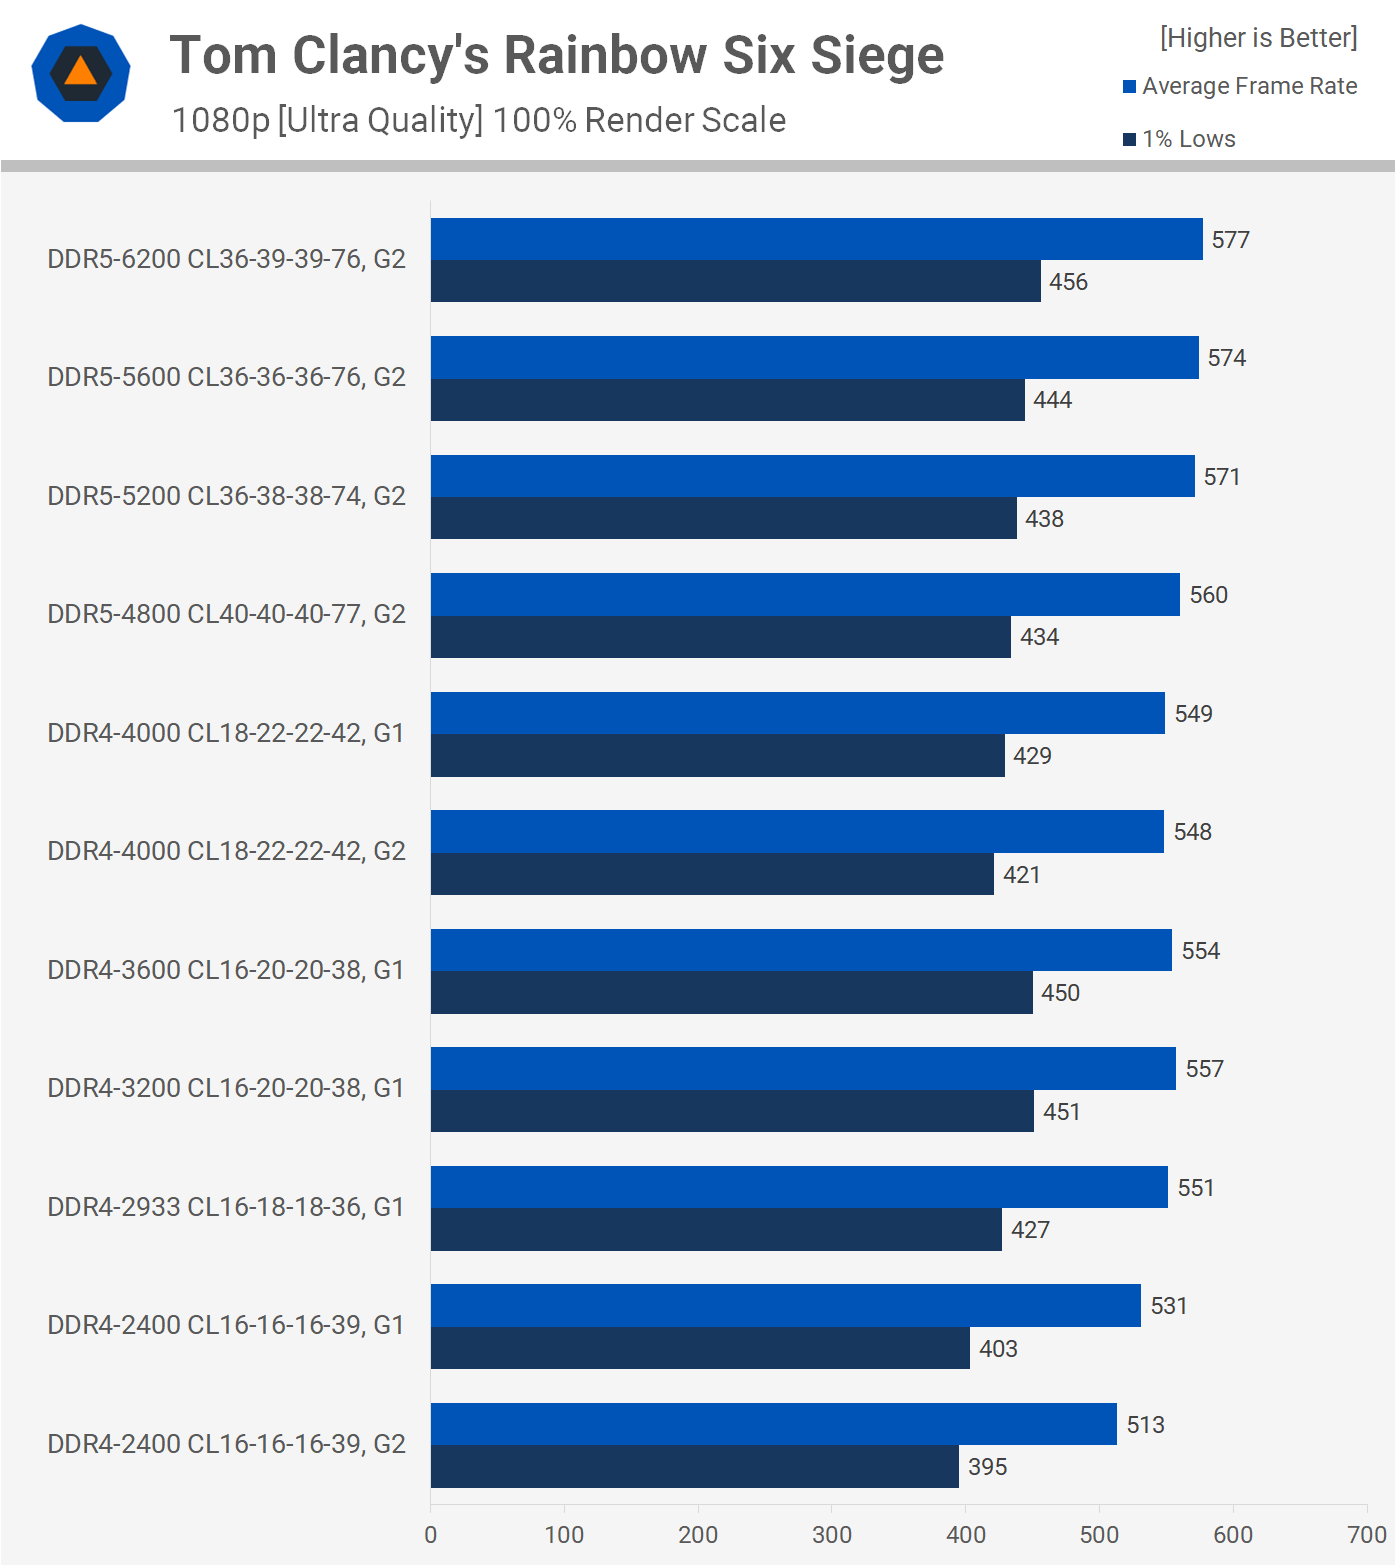 Tom Clancy's Rainbow Six Siege
1080p [Ultra Quality] 100% Render Scale
[Higher is Better]
Average Frame Rate
1% Lows
DDR5-6200 CL36-39-39-76, G2
577
456
DDR5-5600 CL36-36-36-76, G2
574
444
DDR5-5200 CL36-38-38-74, G2
571
438
DDR5-4800 CL40-40-40-77, G2
560
434
DDR4-4000 CL18-22-22-42, G1
549
429
DDR4-4000 CL18-22-22-42, G2
548
421
DDR4-3600 CL16-20-20-38, G1
554
450
DDR4-3200 CL16-20-20-38, G1
557
451
DDR4-2933 CL16-18-18-36, G1
551
427
DDR4-2400 CL16-16-16-39, G1
531
403
DDR4-2400 CL16-16-16-39, G2
513
395
0 100 200 300 400 500 600 700